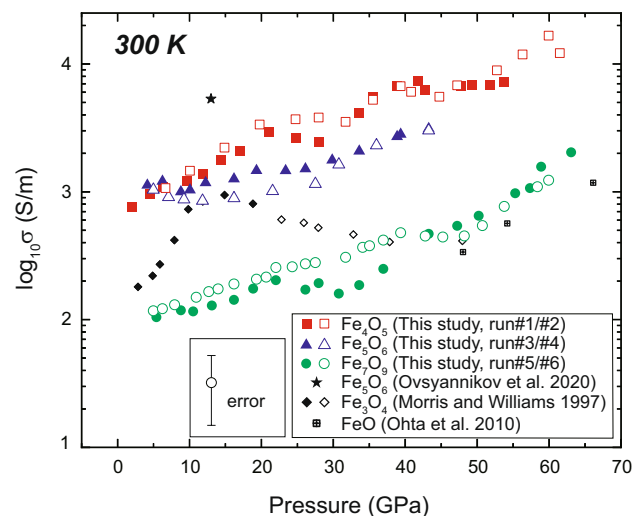 300 K
4
3
2
1
log₁₀σ (S/m)
Fe₄O₅ (This study, run#1/#2)
Fe₅O₆ (This study, run#3/#4)
Fe₇O₉ (This study, run#5/#6)
Fe₅O₆ (Ovsyannikov et al. 2020)
Fe₃O₄ (Morris and Williams 1997)
FeO (Ohta et al. 2010)
error
0 10 20 30 40 50 60 70
Pressure (GPa)